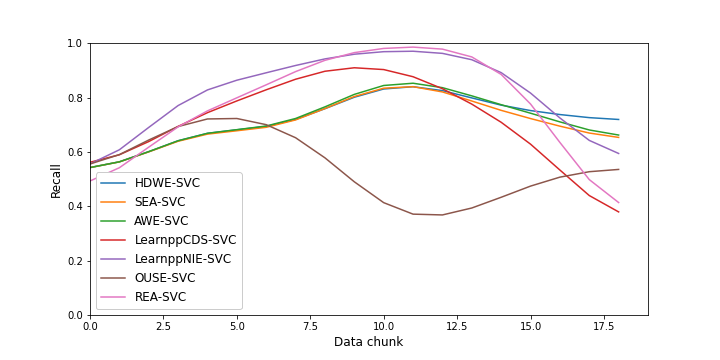 1.0
0.8
0.6
0.4
0.2
0.0
Recall
HDWE-SVC
SEA-SVC
AWE-SVC
LearnppCDS-SVC
LearnppNIE-SVC
OUSE-SVC
REA-SVC
0.0 2.5 5.0 7.5 10.0 12.5 15.0 17.5
Data chunk